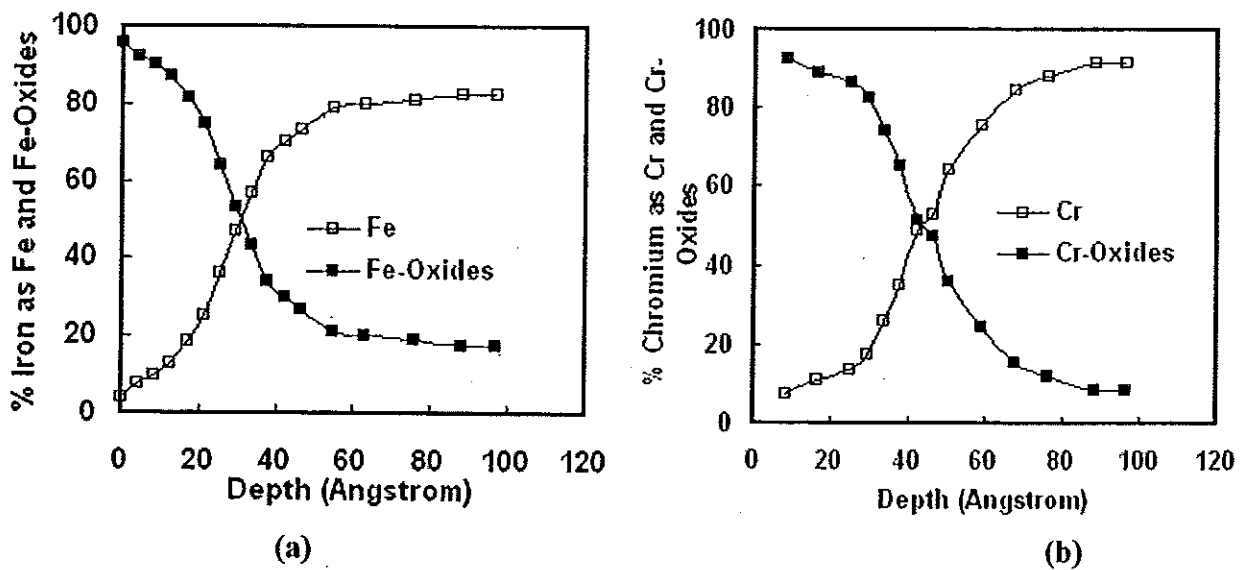 % Iron as Fe and Fe-Oxides
100
80
60
40
20
0
Fe
Fe-Oxides
0 20 40 60 80 100 120
Depth (Angstrom)
(a)
% Chromium as Cr and Cr-
Oxides
100
80
60
40
20
0
Cr
Cr-Oxides
0 20 40 60 80 100 120
Depth (Angstrom)
(b)